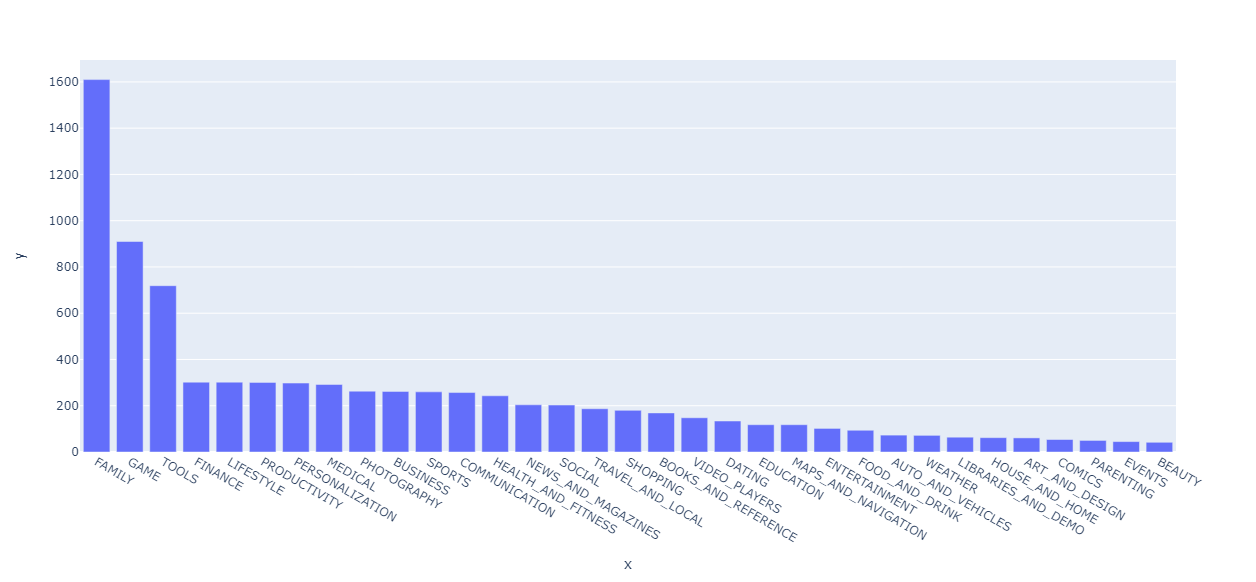 1600
1400
1200
1000
800
600
400
200
0
y
FAMILY
GAME
TOOLS
FINANCE
LIFESTYLE
PRODUCTIVITY
PERSONALIZATION
MEDICAL
PHOTOGRAPHY
BUSINESS
SPORTS
COMMUNICATION
HEALTH_AND_FITNESS
NEWS_AND_MAGAZINES
SOCIAL
TRAVEL_AND_LOCAL
SHOPPING
BOOKS_AND_REFERENCE
VIDEO_PLAYERS
DATING
EDUCATION
MAPS_AND_NAVIGATION
ENTERTAINMENT
FOOD_AND_DRINK
AUTO_AND_VEHICLES
WEATHER
LIBRARIES_AND_DEMO
HOUSE_AND_HOME
ART_AND_DESIGN
COMICS
PARENTING
EVENTS
BEAUTY
x